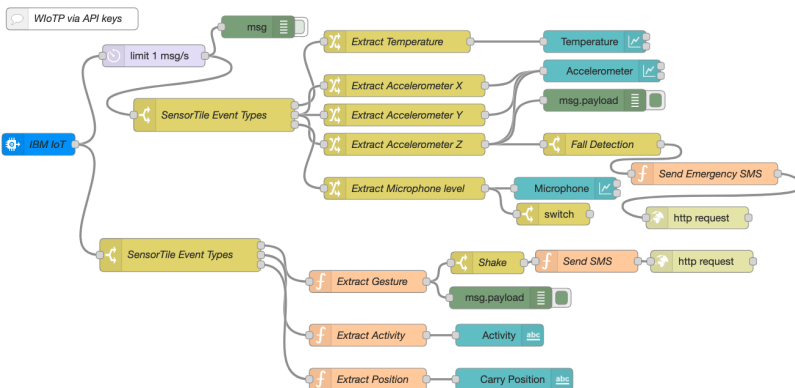 WIoTP via API keys
msg
limit 1 msg/s
Extract Temperature
Temperature
Accelerometer
Extract Accelerometer X
msg.payload
SensorTile Event Types
Extract Accelerometer Y
IBM IoT
Extract Accelerometer Z
Fall Detection
Send Emergency SMS
Extract Microphone level
Microphone
switch
http request
SensorTile Event Types
Shake
Send SMS
http request
Extract Gesture
msg.payload
Extract Activity
Activity
abc
Extract Position
Carry Position
abc